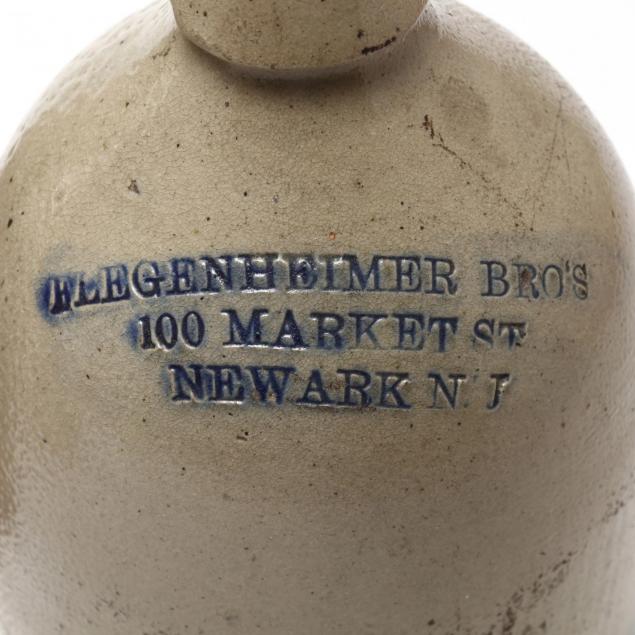 FLEGENHEIMER BRO'S
100 MARKET ST
NEWARK N. J